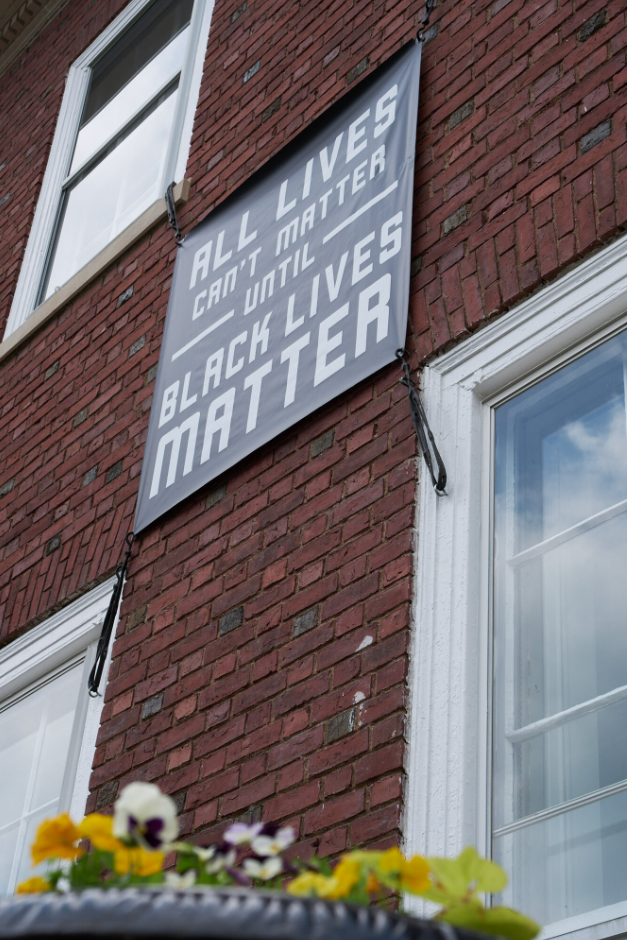 ALL LIVES
CAN'T MATTER
UNTIL
BLACK LIVES
MATTER